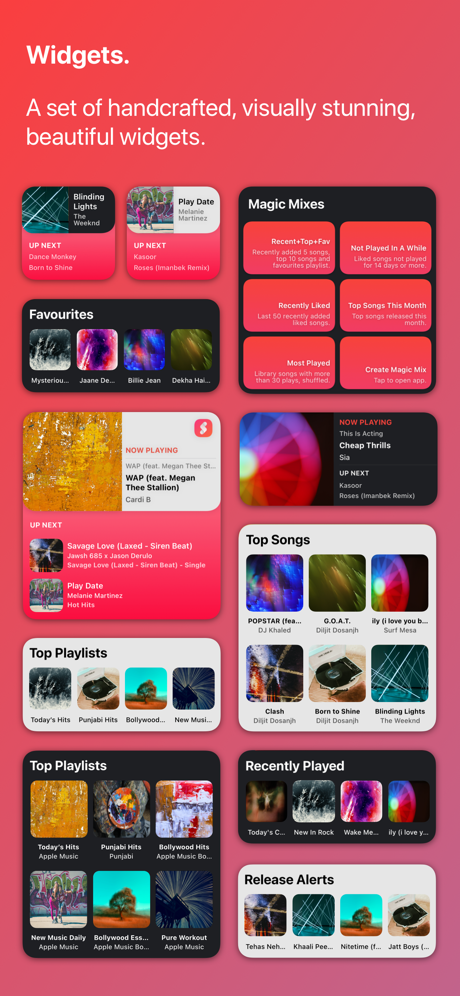 Widgets.
A set of handcrafted, visually stunning,
beautiful widgets.
Blinding
Lights
The
Weeknd
UP NEXT
Dance Monkey
Born to Shine
Play Date
Melanie
Martinez
UP NEXT
Kasoor
Roses (Imanbek Remix)
Magic Mixes
Recent+Top+Fav
Recently added 5 songs,
top 10 songs and
favourites playlist.
Not Played In A While
Liked songs not played
for 14 days or more.
Recently Liked
Last 50 recently added
liked songs.
Top Songs This Month
Top songs released this
month.
Most Played
Library songs with more
than 30 plays, shuffled.
Create Magic Mix
Tap to open app.
Favourites
Mysteriou...
Jaane De...
Billie Jean
Dekha Hai...
NOW PLAYING
WAP (feat. Megan Thee St...
WAP (feat. Megan
Thee Stallion)
Cardi B
UP NEXT
Savage Love (Laxed - Siren Beat)
Jawsh 685 x Jason Derulo
Savage Love (Laxed - Siren Beat) - Single
Play Date
Melanie Martinez
Hot Hits
NOW PLAYING
This Is Acting
Cheap Thrills
Sia
UP NEXT
Kasoor
Roses (Imanbek Remix)
Top Songs
POPSTAR (fea...
DJ Khaled
G.O.A.T.
Diljit Dosanjh
ily (i love you b...
Surf Mesa
Clash
Diljit Dosanjh
Born to Shine
Diljit Dosanjh
Blinding Lights
The Weeknd
Top Playlists
Today's Hits
Punjabi Hits
Bollywood...
New Musi...
Top Playlists
Today's Hits
Apple Music
Punjabi Hits
Punjabi
Bollywood Hits
Apple Music Bo...
New Music Daily
Apple Music
Bollywood Ess...
Apple Music Bo...
Pure Workout
Apple Music
Recently Played
Today's C...
New In Rock
Wake Me...
ily (i love y...
Release Alerts
Tehas Neh...
Khaali Pee...
Nitetime (f...
Jatt Boys (...